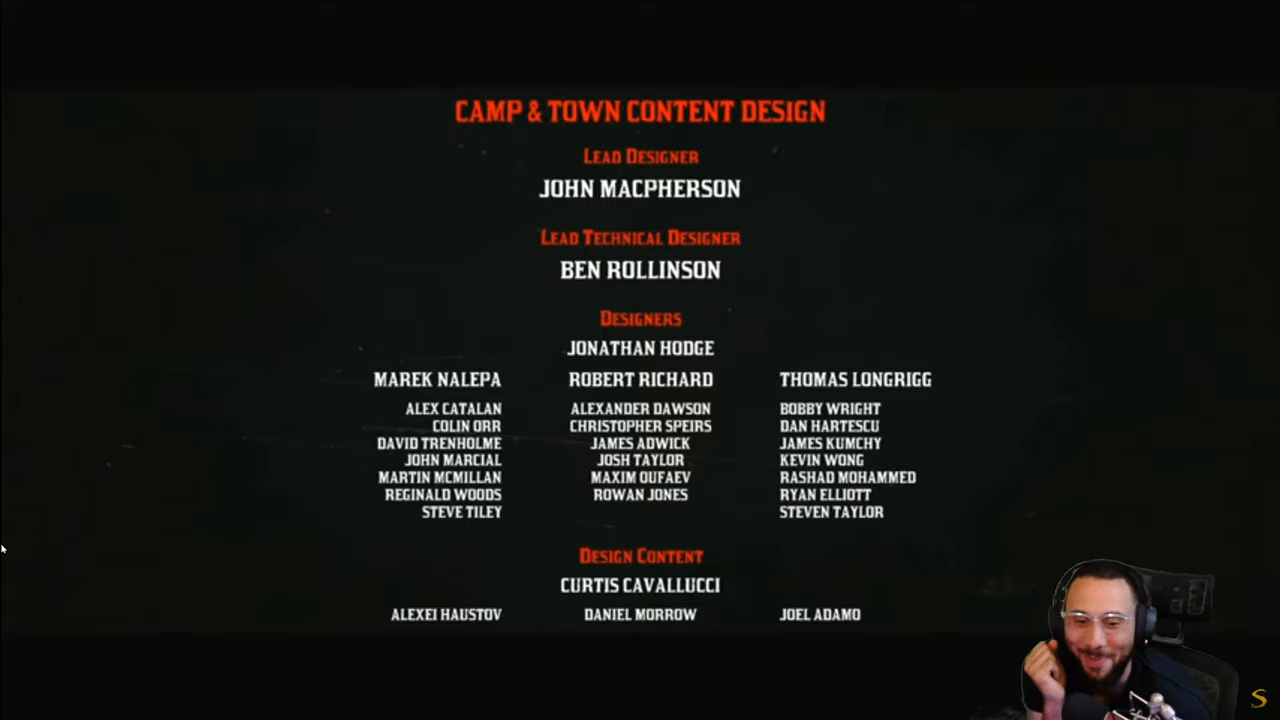 CAMP & TOWN CONTENT DESIGN
LEAD DESIGNER
JOHN MACPHERSON
LEAD TECHNICAL DESIGNER
BEN ROLLINSON
DESIGNERS
JONATHAN HODGE
MAREK NALEPA ROBERT RICHARD THOMAS LONGRIGG
ALEX CATALAN ALEXANDER DAWSON BOBBY WRIGHT
COLIN ORR CHRISTOPHER SPEIRS DAN HARTESCU
DAVID TRENHOLME JAMES ADWICK JAMES KUMCHY
JOHN MARCIAL JOSH TAYLOR KEVIN WONG
MARTIN MCMILLAN MAXIM OUFAEV RASHAD MOHAMMED
REGINALD WOODS ROWAN JONES RYAN ELLIOTT
STEVE TILEY STEVEN TAYLOR
DESIGN CONTENT
CURTIS CAVALLUCCI
ALEXEI HAUSTOV DANIEL MORROW JOEL ADAMO
S